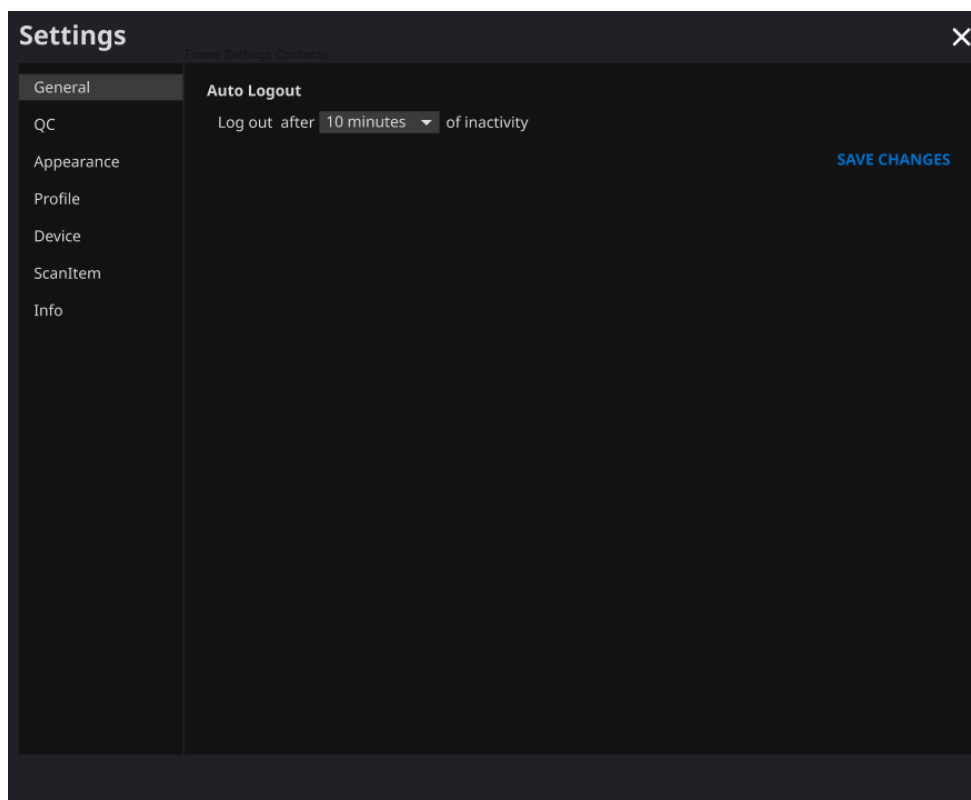 Settings
Frame Settings Contents
General
QC
Appearance
Profile
Device
ScanItem
Info
Auto Logout
Log out after 10 minutes of inactivity
SAVE CHANGES